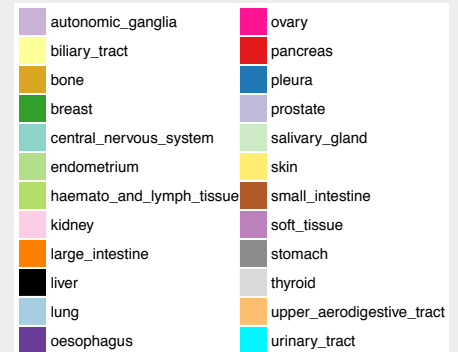 autonomic_ganglia
biliary_tract
bone
breast
central_nervous_system
endometrium
haemato_and_lymph_tissue
kidney
large_intestine
liver
lung
oesophagus
ovary
pancreas
pleura
prostate
salivary_gland
skin
small_intestine
soft_tissue
stomach
thyroid
upper_aerodigestive_tract
urinary_tract